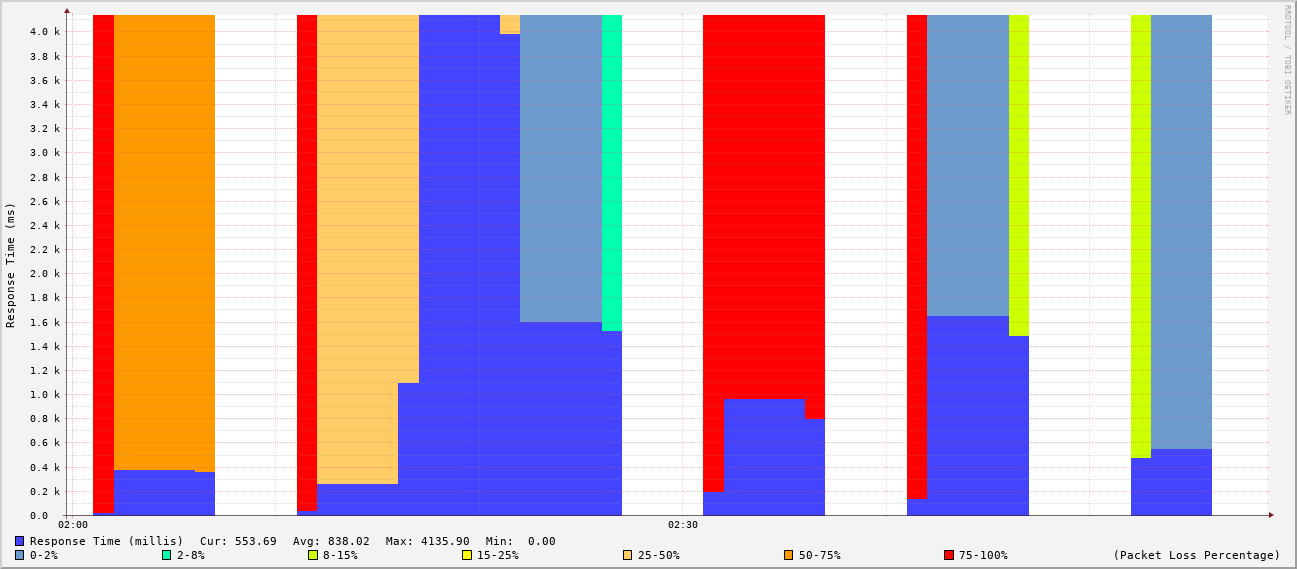 RRDTOOL / TOBI OETIKER
Response Time (ms)
4.0 k
3.8 k
3.6 k
3.4 k
3.2 k
3.0 k
2.8 k
2.6 k
2.4 k
2.2 k
2.0 k
1.8 k
1.6 k
1.4 k
1.2 k
1.0 k
0.8 k
0.6 k
0.4 k
0.2 k
0.0
02:00 02:30
Response Time (millis) Cur: 553.69 Avg: 838.02 Max: 4135.90 Min: 0.00
0-2% 2-8% 8-15% 15-25% 25-50% 50-75% 75-100% (Packet Loss Percentage)